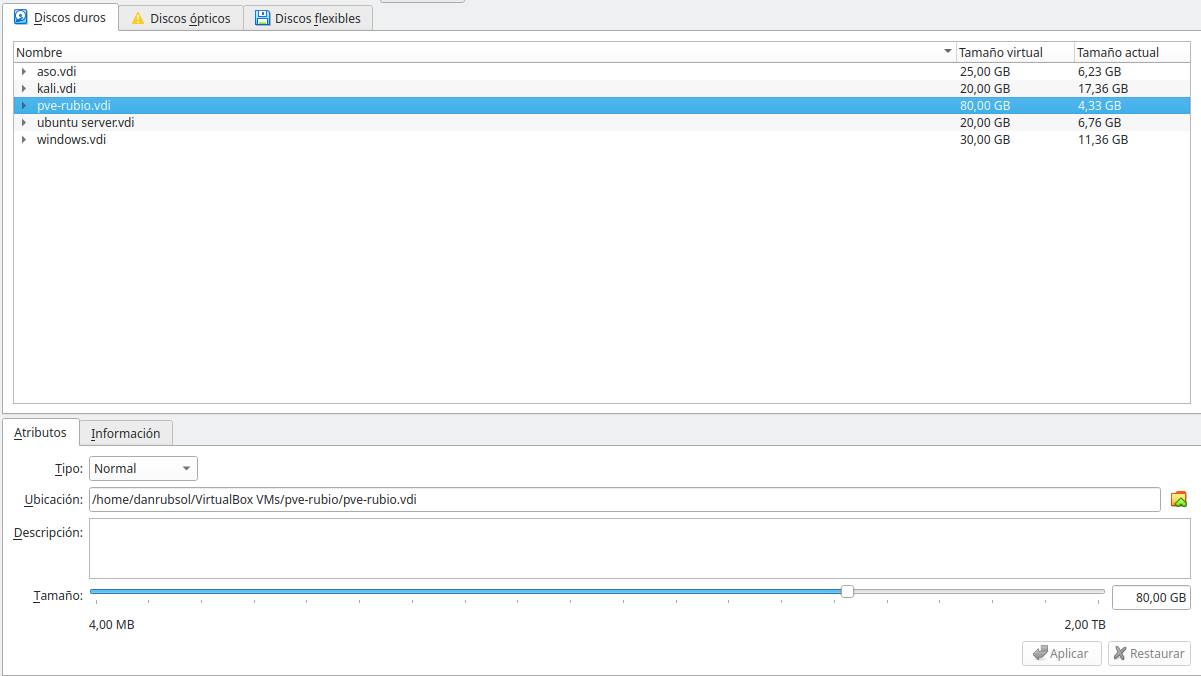 Discos duros Discos ópticos Discos flexibles
Nombre Tamaño virtual Tamaño actual
aso.vdi 25,00 GB 6,23 GB
kali.vdi 20,00 GB 17,36 GB
pve-rubio.vdi 80,00 GB 4,33 GB
ubuntu server.vdi 20,00 GB 6,76 GB
windows.vdi 30,00 GB 11,36 GB
Atributos Información
Tipo: Normal
Ubicación: /home/danrubsol/VirtualBox VMs/pve-rubio/pve-rubio.vdi
Descripción:
Tamaño: 80,00 GB
4,00 MB 2,00 TB
Aplicar Restaurar